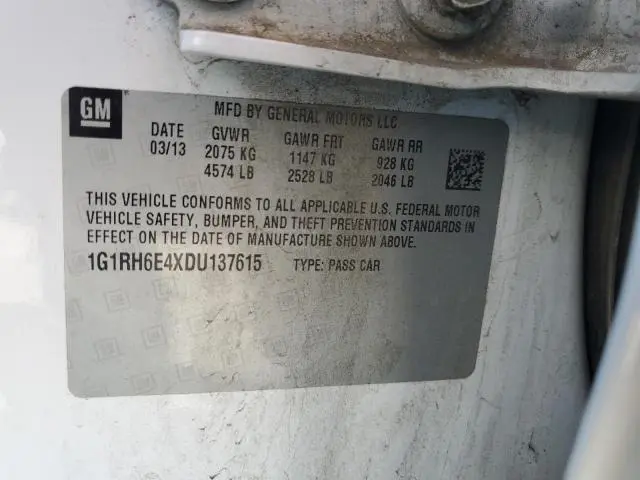 GM
MFD BY GENERAL MOTORS LLC
DATE GVWR GAWR FRT GAWR RR
03/13 2075 KG 1147 KG 928 KG
4574 LB 2528 LB 2046 LB
THIS VEHICLE CONFORMS TO ALL APPLICABLE U.S. FEDERAL MOTOR
VEHICLE SAFETY, BUMPER, AND THEFT PREVENTION STANDARDS IN
EFFECT ON THE DATE OF MANUFACTURE SHOWN ABOVE.
1G1RH6E4XDU137615 TYPE: PASS CAR